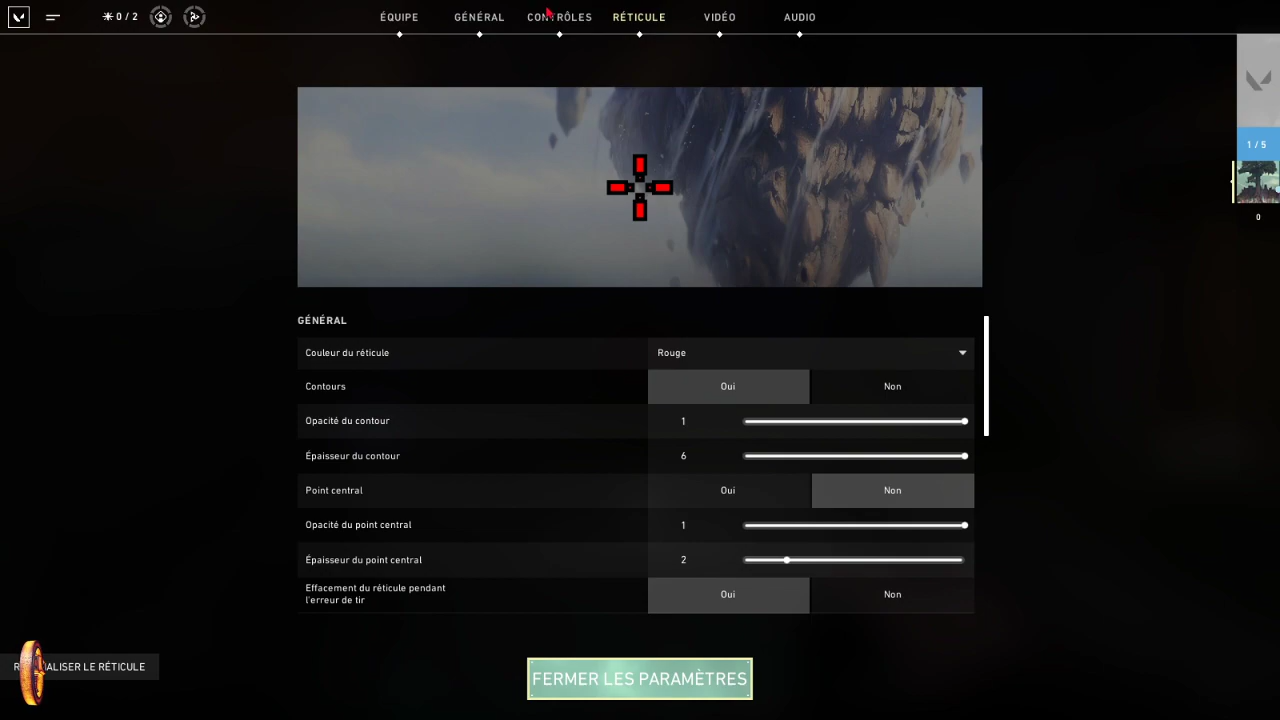 0 / 2
ÉQUIPE
GÉNÉRAL
CONTRÔLES
RÉTICULE
VIDÉO
AUDIO
1 / 5
0
GÉNÉRAL
Couleur du réticule
Rouge
Contours
Oui
Non
Opacité du contour
1
Épaisseur du contour
6
Point central
Oui
Non
Opacité du point central
1
Épaisseur du point central
2
Effacement du réticule pendant
l'erreur de tir
Oui
Non
LE RÉTICULE
FERMER LES PARAMÈTRES